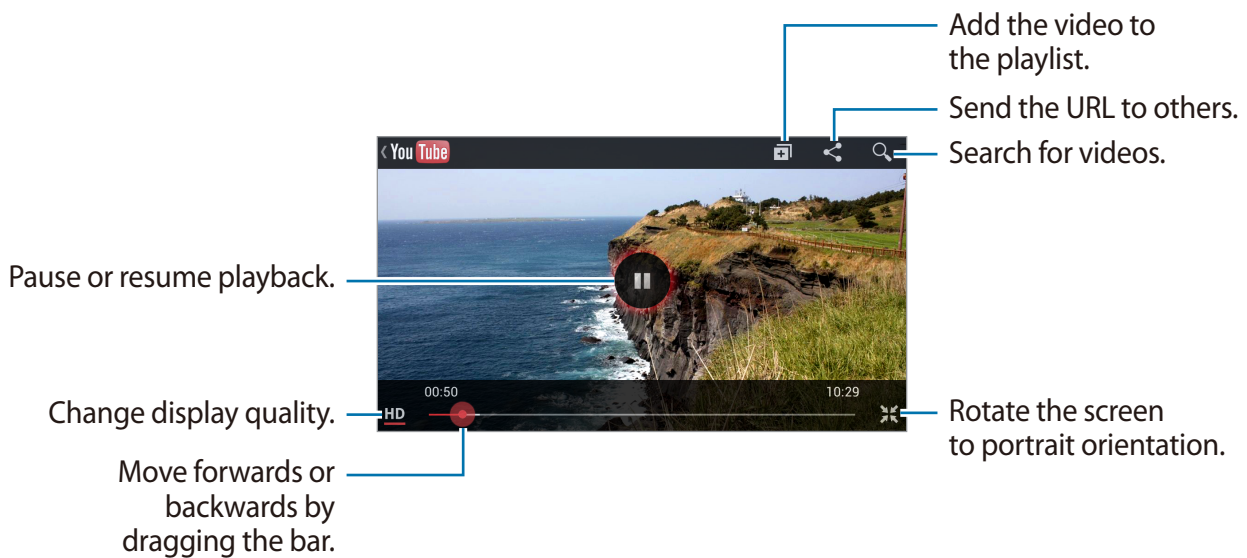 Add the video to
the playlist.
Send the URL to others.
Search for videos.
You Tube
Pause or resume playback.
00:50
10:29
HD
Change display quality.
Rotate the screen
to portrait orientation.
Move forwards or
backwards by
dragging the bar.